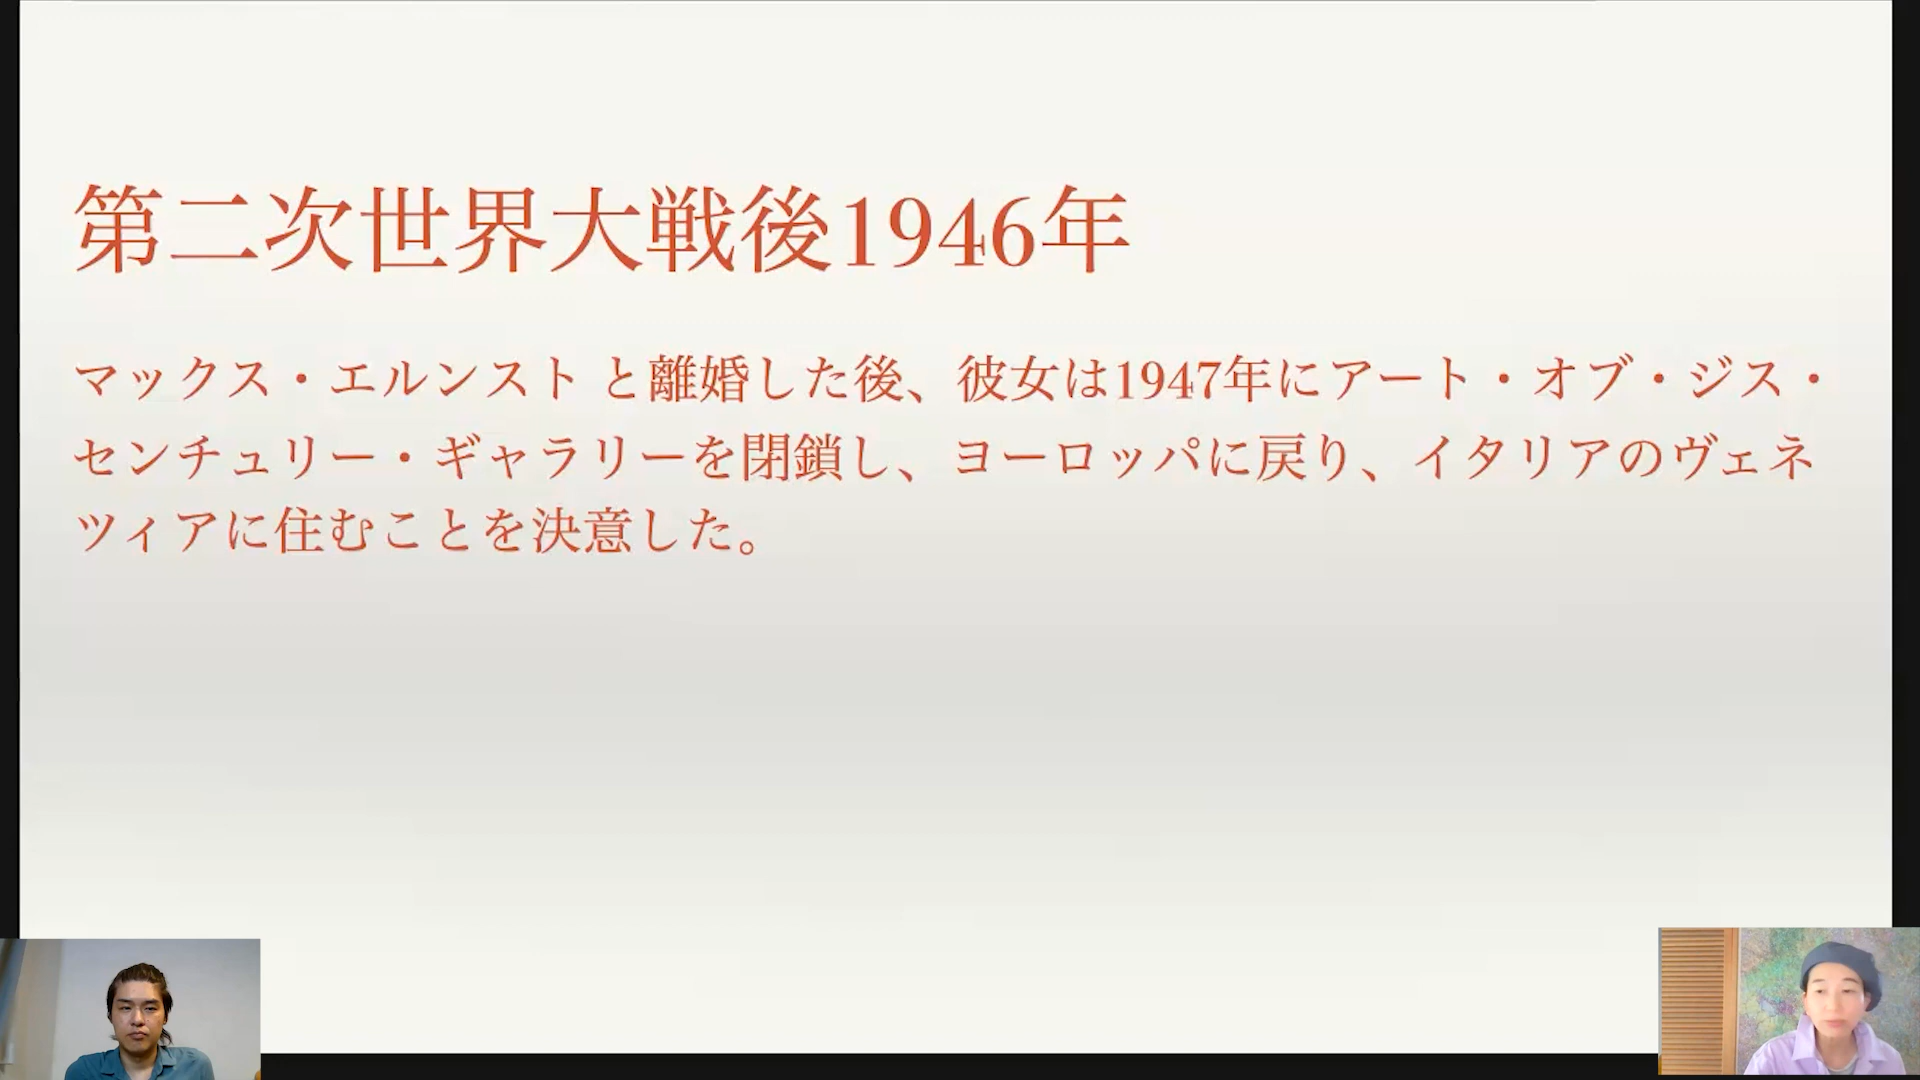 第二次世界大戦後1946年
マックス・エルンスト と離婚した後、彼女は1947年にアート・オブ・ジス・
センチュリー・ギャラリーを閉鎖し、ヨーロッパに戻り、イタリアのヴェネ
ツィアに住むことを決意した。